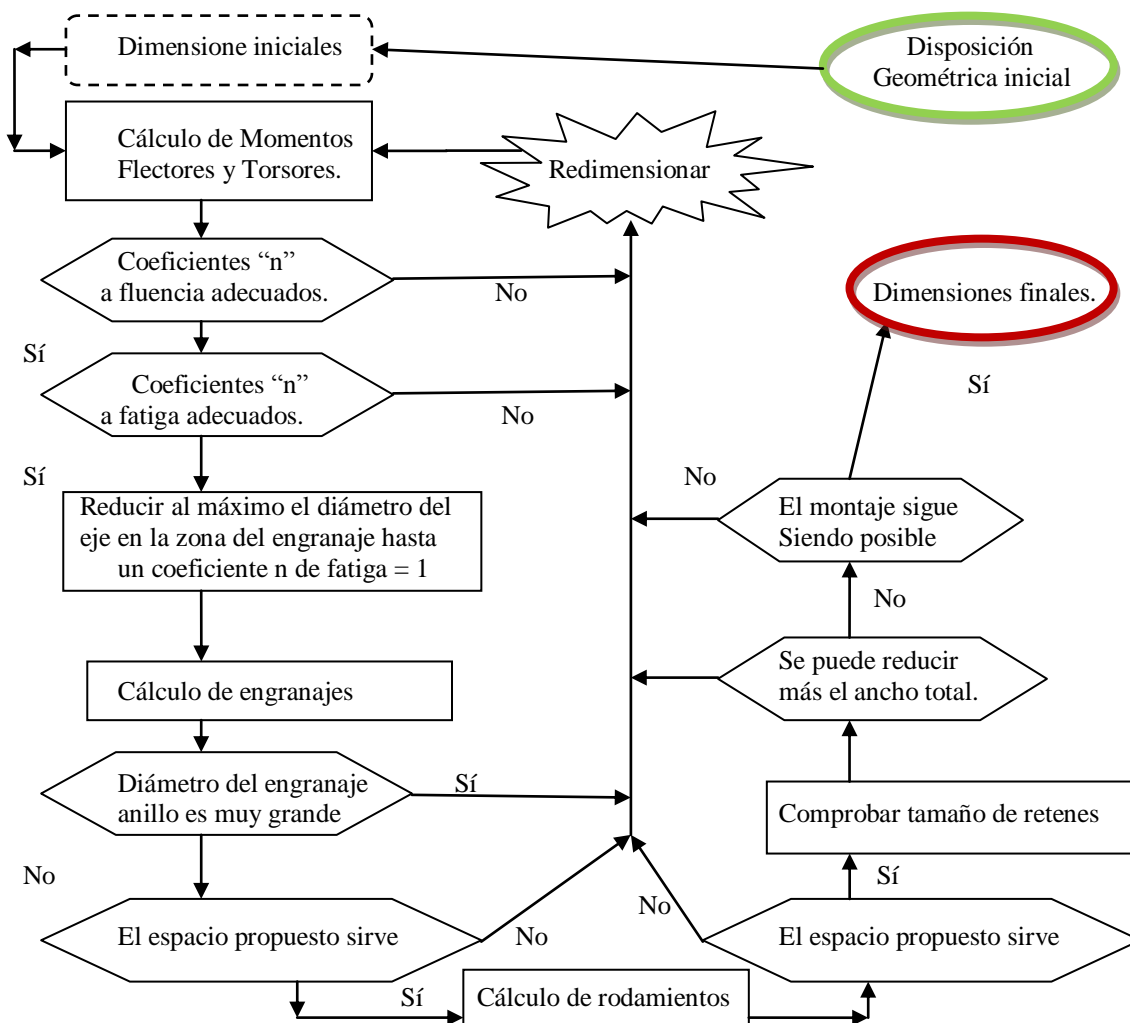 Dimensione iniciales
Disposición
Geométrica inicial
Cálculo de Momentos
Flectores y Torsores.
Redimensionar
Coeficientes “n”
a fluencia adecuados.
No
Dimensiones finales.
Sí
Coeficientes “n”
a fatiga adecuados.
No
Sí
Sí
Reducir al máximo el diámetro del
eje en la zona del engranaje hasta
un coeficiente n de fatiga = 1
No
El montaje sigue
Siendo posible
No
Cálculo de engranajes
Se puede reducir
más el ancho total.
Diámetro del engranaje
anillo es muy grande
Sí
Comprobar tamaño de retenes
No
Sí
El espacio propuesto sirve
No
No
El espacio propuesto sirve
Sí
Cálculo de rodamientos